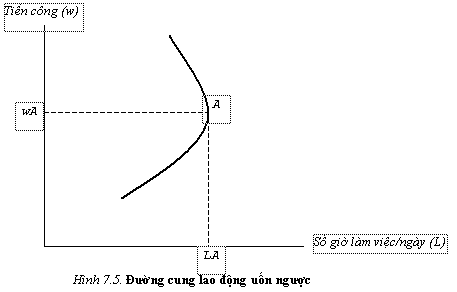 Tiền công (w)
wA
A
LA
Số giờ làm việc/ngày (L)
Hình 7.5. Đường cung lao động uốn ngược